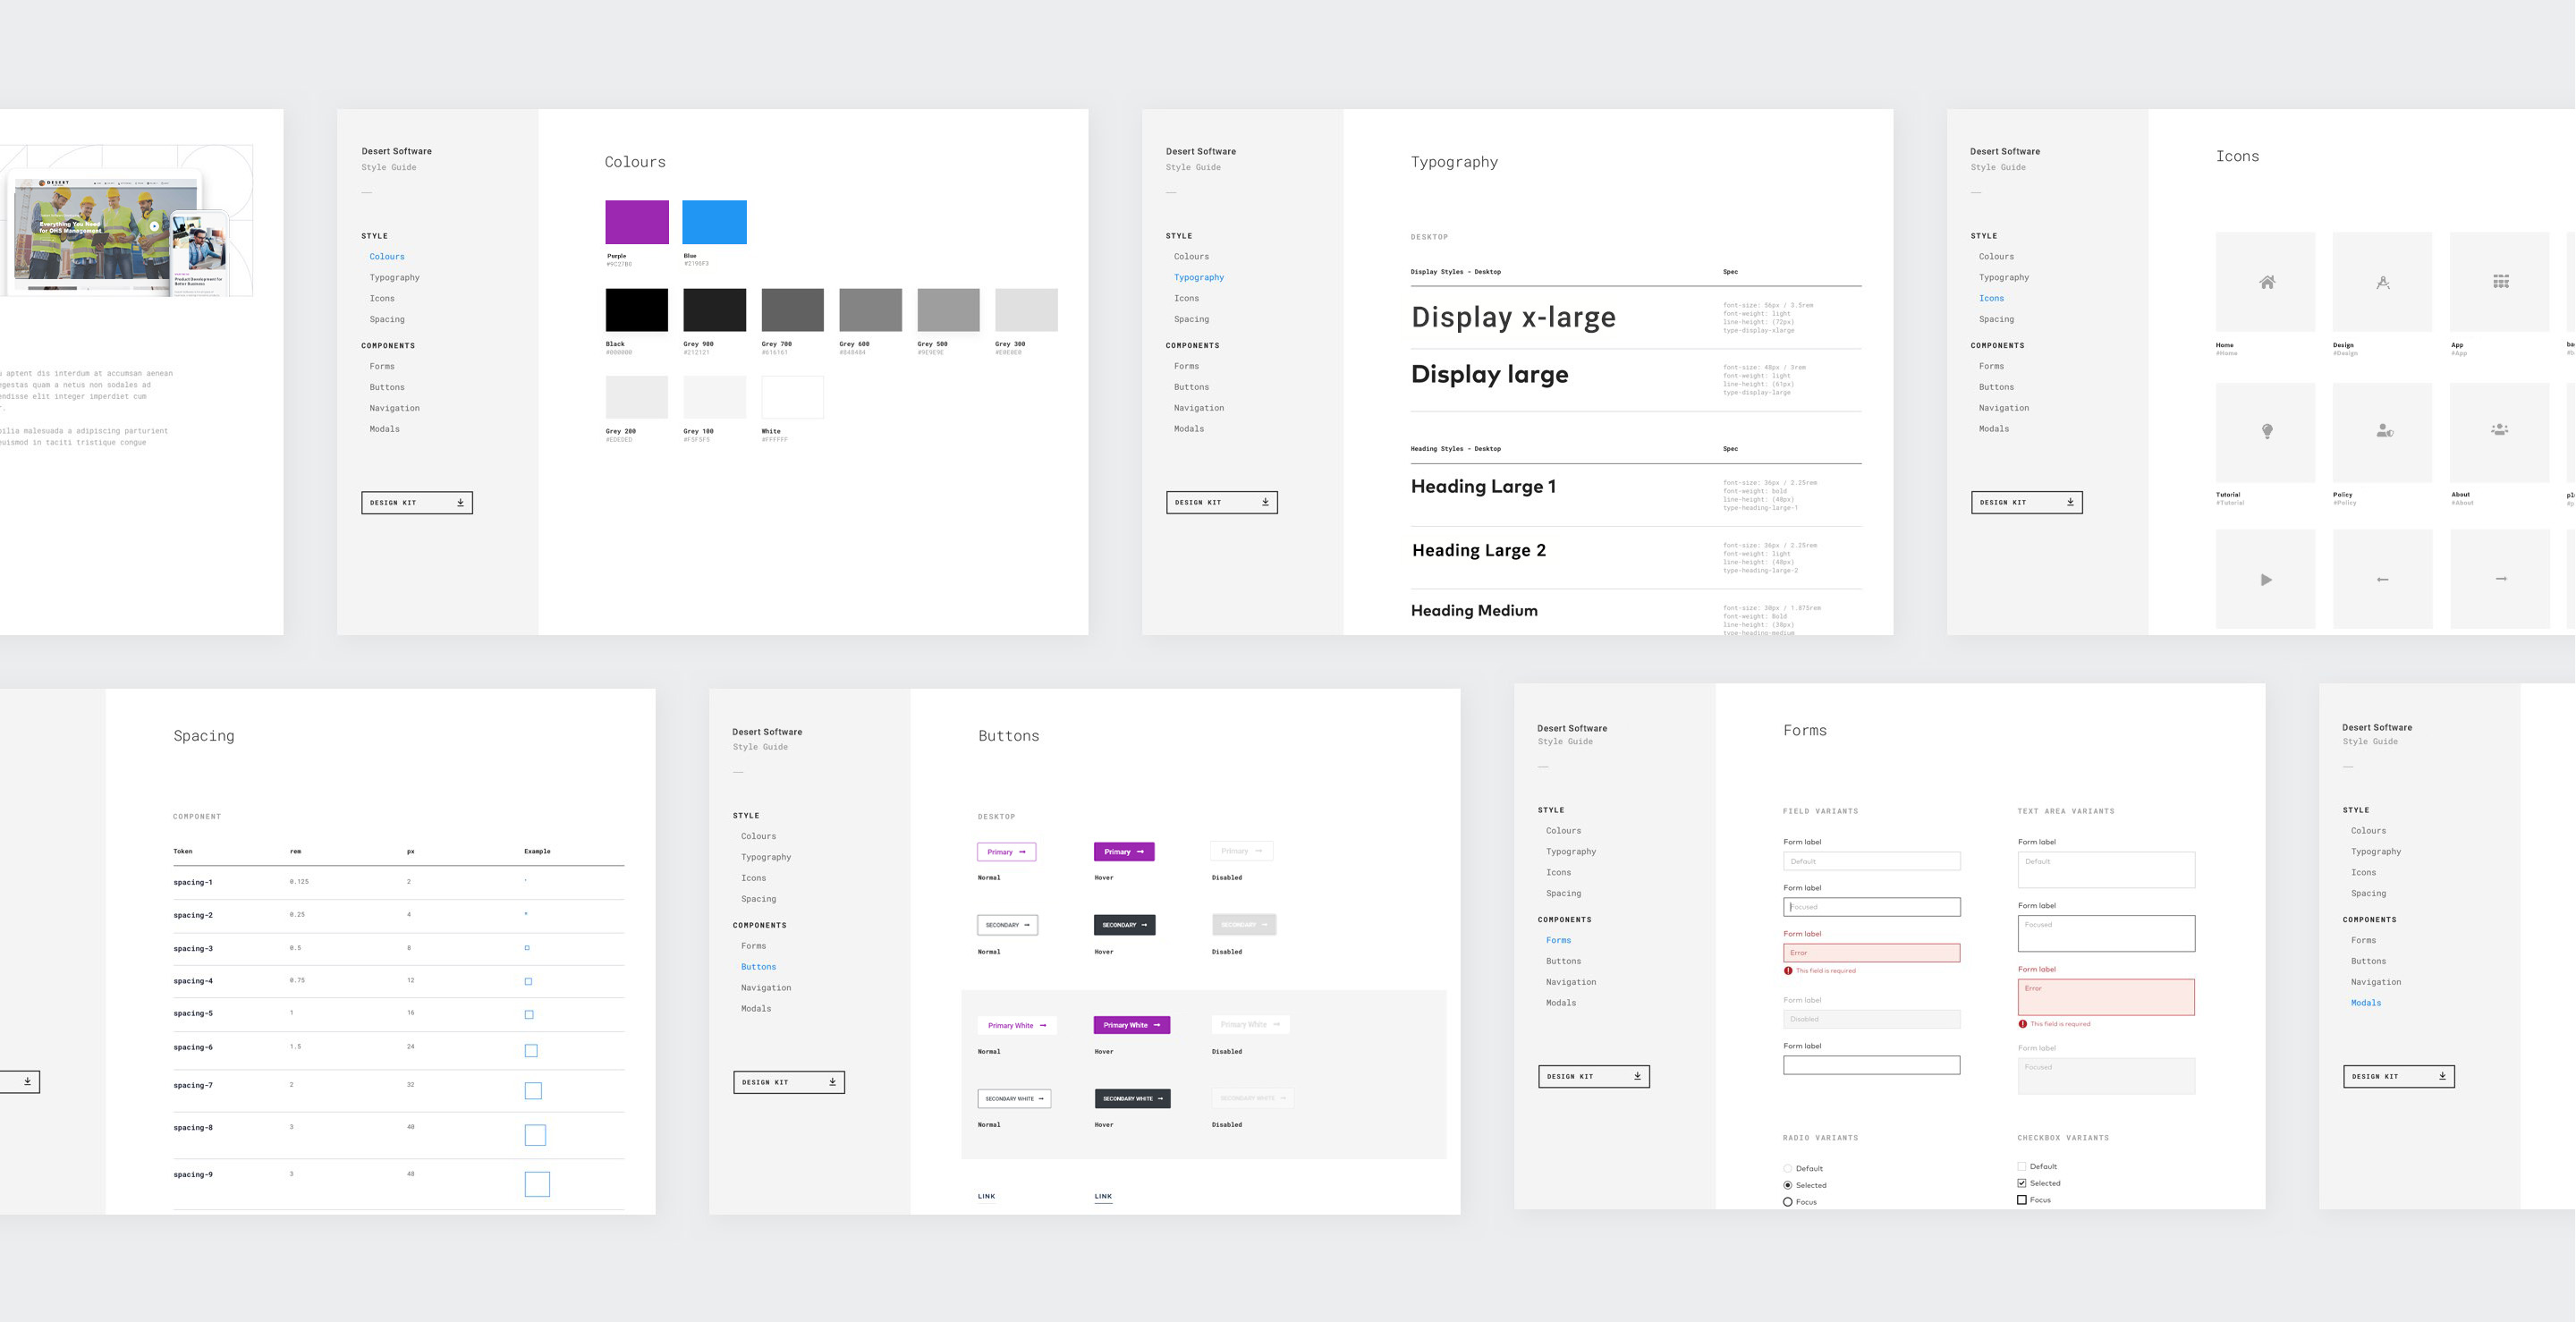 DESERT
Everything You Need
for DHS Management
Product Development for
Better Business
aptent dis interdum at accumsan aenean
egestas quam a netus non sodales ad
endisse elit integer imperdiet cum
r.
uilia malesuada a adipiscing parturient
euismod in taciti tristique congue
Desert Software
Style Guide
STYLE
Colours
Typography
Icons
Spacing
COMPONENTS
Forms
Buttons
Navigation
Modals
DESIGN KIT
Colours
Purple
#9C27B0
Blue
#2196F3
Black
#000000
Grey 900
#212121
Grey 700
#616161
Grey 600
#848484
Grey 500
#9E9E9E
Grey 300
#E0E0E0
Grey 200
#EDEDED
Grey 100
#F5F5F5
White
#FFFFFF
Desert Software
Style Guide
STYLE
Colours
Typography
Icons
Spacing
COMPONENTS
Forms
Buttons
Navigation
Modals
DESIGN KIT
Typography
DESKTOP
Display Styles - Desktop
Spec
Display x-large
font-size: 56px / 3.5rem
font-weight: light
line-height: (72px)
type-display-xlarge
Display large
font-size: 48px / 3rem
font-weight: light
line-height: (61px)
type-display-large
Heading Styles - Desktop
Spec
Heading Large 1
font-size: 36px / 2.25rem
font-weight: bold
line-height: (48px)
type-heading-large-1
Heading Large 2
font-size: 36px / 2.25rem
font-weight: light
line-height: (48px)
type-heading-large-2
Heading Medium
font-size: 30px / 1.875rem
font-weight: Bold
line-height: (38px)
type-heading-medium
Desert Software
Style Guide
STYLE
Colours
Typography
Icons
Spacing
COMPONENTS
Forms
Buttons
Navigation
Modals
DESIGN KIT
Icons
Home
#Home
Design
#Design
App
#App
Tutorial
#Tutorial
Policy
#Policy
About
#About
Spacing
COMPONENT
Token rem px Example
spacing-1 0.125 2
spacing-2 0.25 4
spacing-3 0.5 8
spacing-4 0.75 12
spacing-5 1 16
spacing-6 1.5 24
spacing-7 2 32
spacing-8 3 40
spacing-9 3 48
Desert Software
Style Guide
STYLE
Colours
Typography
Icons
Spacing
COMPONENTS
Forms
Buttons
Navigation
Modals
DESIGN KIT
Buttons
DESKTOP
Primary Primary Primary
Normal Hover Disabled
SECONDARY SECONDARY SECONDARY
Normal Hover Disabled
Primary White Primary White Primary White
Normal Hover Disabled
SECONDARY WHITE SECONDARY WHITE SECONDARY WHITE
Normal Hover Disabled
LINK LINK
Desert Software
Style Guide
STYLE
Colours
Typography
Icons
Spacing
COMPONENTS
Forms
Buttons
Navigation
Modals
DESIGN KIT
Forms
FIELD VARIANTS
Form label
Default
Form label
Focused
Form label
Error
This field is required
Form label
Disabled
Form label
TEXT AREA VARIANTS
Form label
Default
Form label
Focused
Form label
Error
This field is required
Form label
Focused
RADIO VARIANTS
Default
Selected
Focus
CHECKBOX VARIANTS
Default
Selected
Focus
Desert Software
Style Guide
STYLE
Colours
Typography
Icons
Spacing
COMPONENTS
Forms
Buttons
Navigation
Modals
DESIGN KIT